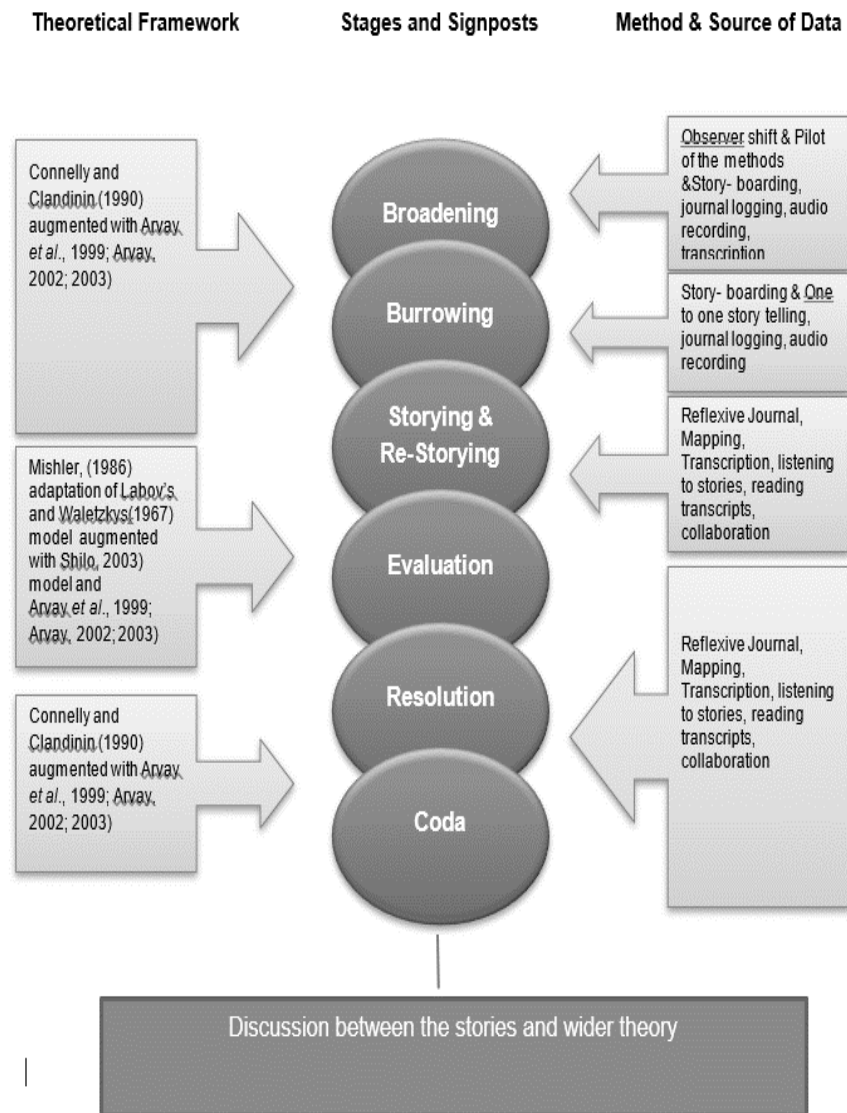 Theoretical Framework
Stages and Signposts
Method & Source of Data
Connelly and
Clandinin (1990)
augmented with Arvay
et al., 1999; Arvay,
2002; 2003)
Mishler, (1986)
adaptation of Labov's
and Waletzkys(1967)
model augmented
with Shilo, 2003)
model and
Arvay et al., 1999;
Arvay, 2002; 2003)
Connelly and
Clandinin (1990)
augmented with Arvay
et al., 1999; Arvay,
2002; 2003)
Broadening
Burrowing
Storying &
Re-Storying
Evaluation
Resolution
Coda
Observer shift & Pilot
of the methods
&Story- boarding,
journal logging, audio
recording,
transcription
Story- boarding & One
to one story telling,
journal logging, audio
recording
Reflexive Journal,
Mapping,
Transcription, listening
to stories, reading
transcripts,
collaboration
Reflexive Journal,
Mapping,
Transcription, listening
to stories, reading
transcripts,
collaboration
Discussion between the stories and wider theory